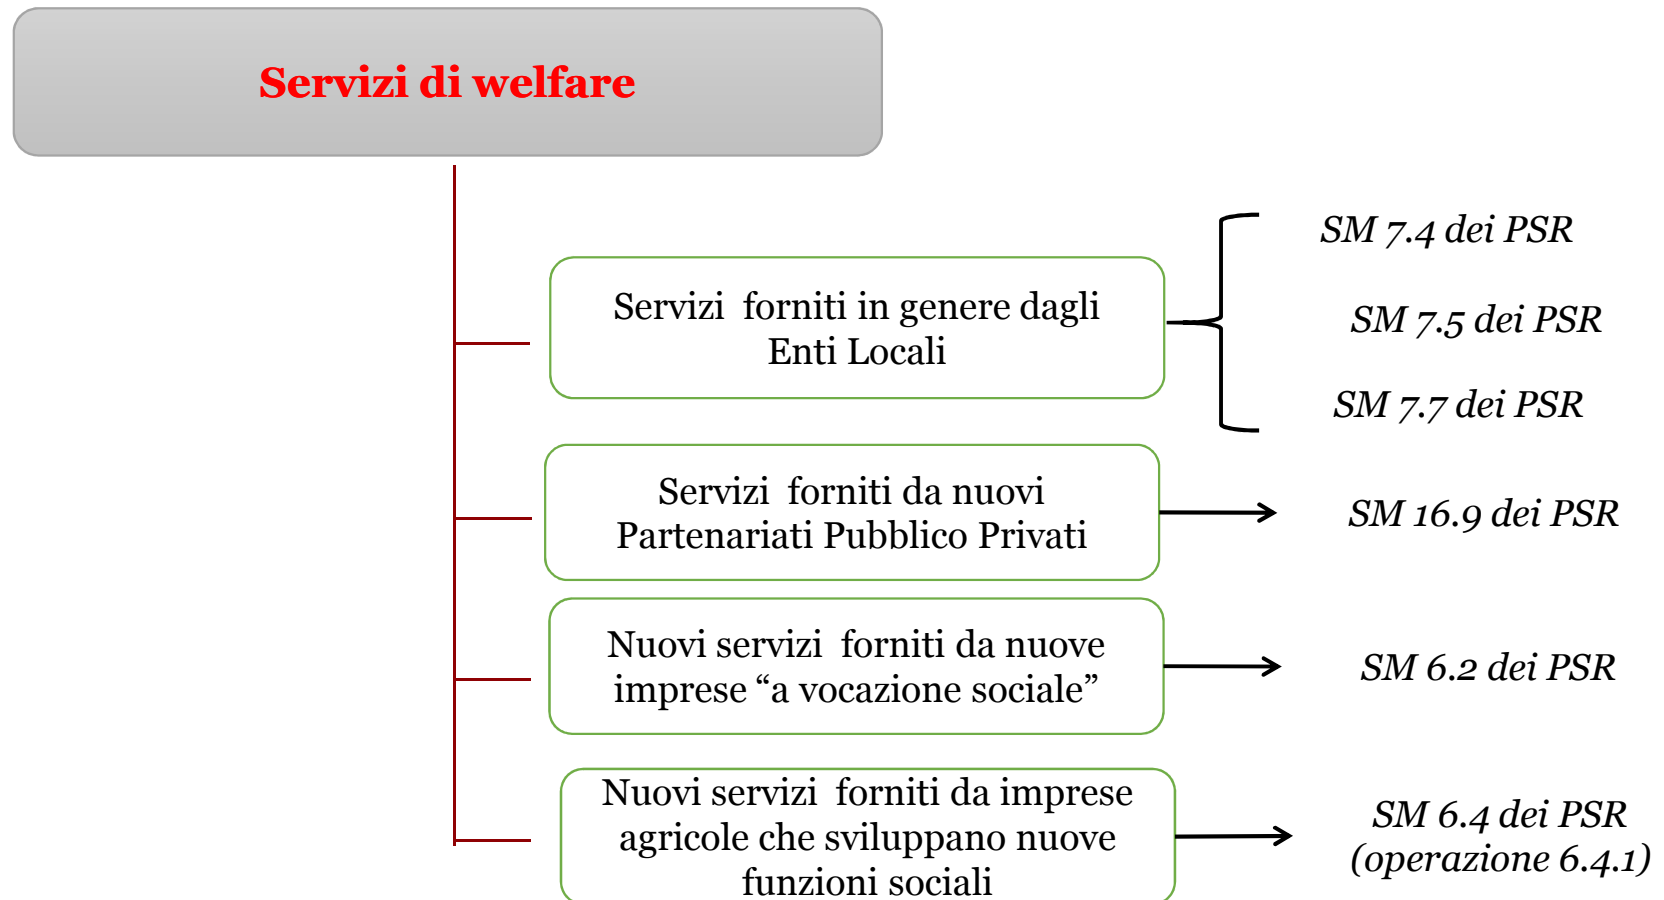 Servizi di welfare
Servizi forniti in genere dagli
Enti Locali
SM 7.4 dei PSR
SM 7.5 dei PSR
SM 7.7 dei PSR
Servizi forniti da nuovi
Partenariati Pubblico Privati
SM 16.9 dei PSR
Nuovi servizi forniti da nuove
imprese “a vocazione sociale”
SM 6.2 dei PSR
Nuovi servizi forniti da imprese
agricole che sviluppano nuove
funzioni sociali
SM 6.4 dei PSR
(operazione 6.4.1)